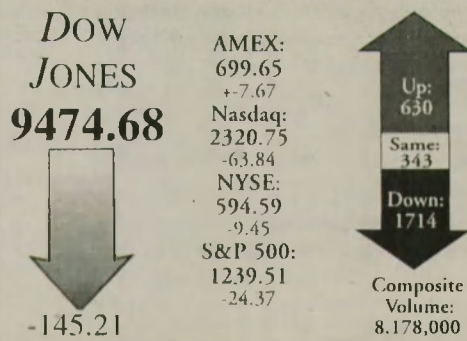 DOW
JONES
9474.68
-145.21
AMEX:
699.65
+-7.67
Nasdaq:
2320.75
-63.84
NYSE:
594.59
-9.45
S&P 500:
1239.51
-24.37
Up:
630
Same:
343
Down:
1714
Composite
Volume:
8.178,000